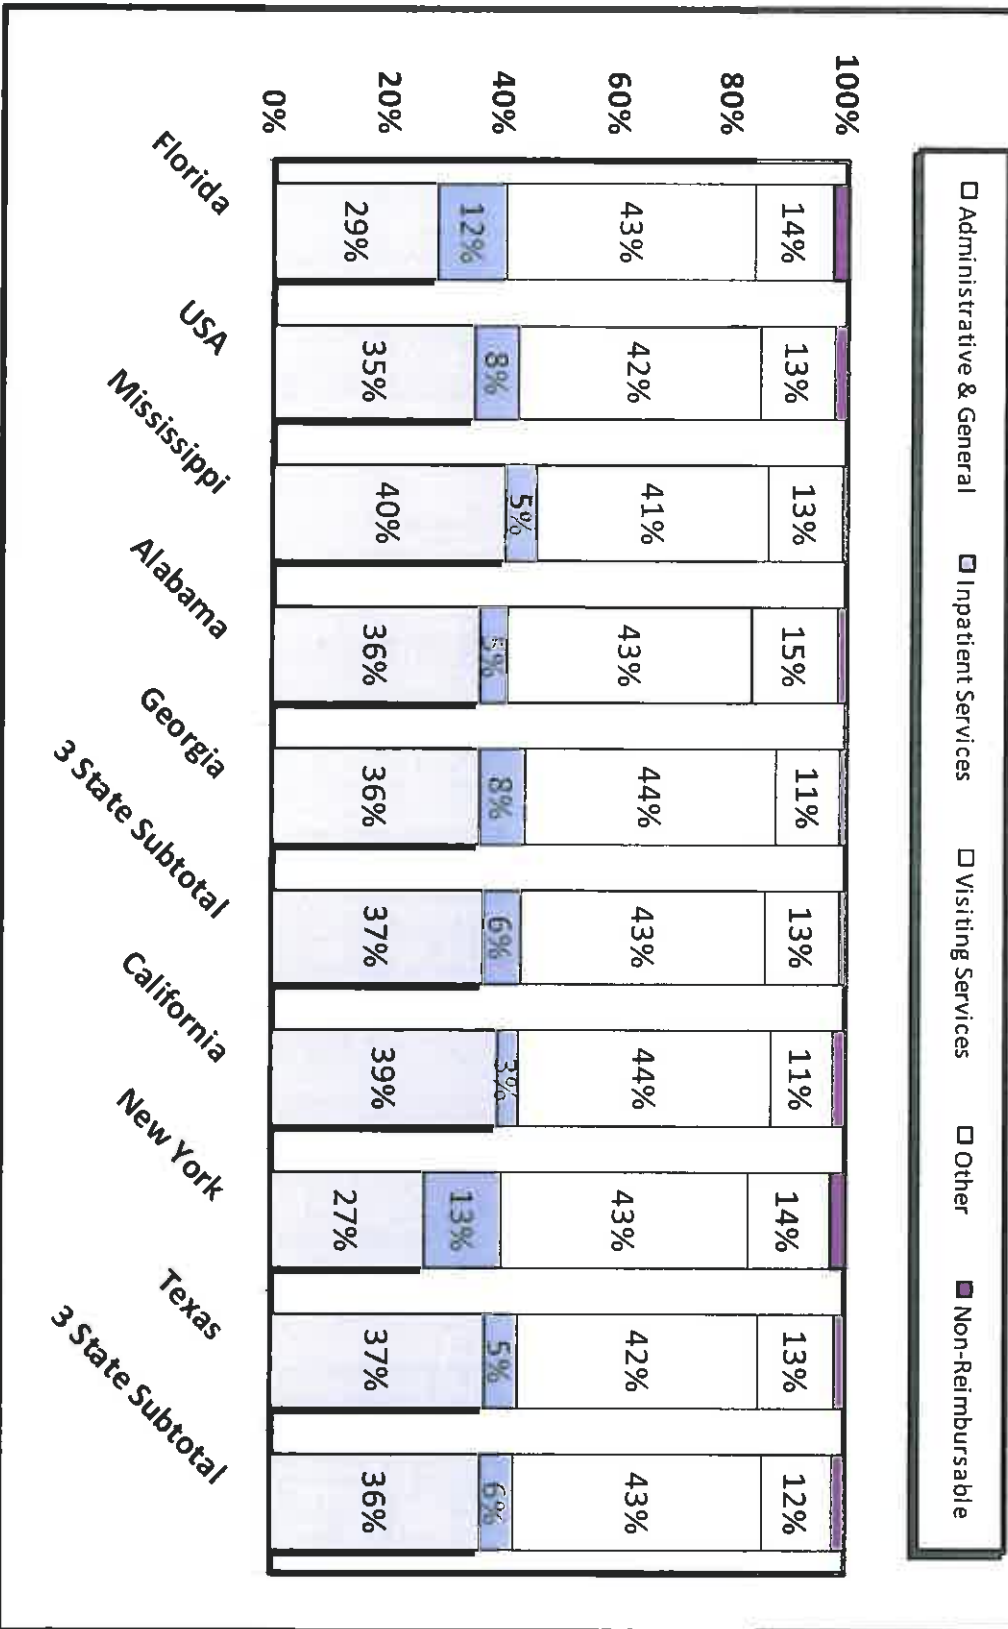 ☐ Administrative & General ☐ Inpatient Services ☐ Visiting Services ☐ Other ■ Non-Reimbursable
100%
80%
60%
40%
20%
0%
14% 13% 13% 15% 11% 13% 11% 14% 13% 12%
43% 42% 41% 43% 44% 43% 44% 43% 42% 43%
12% 8% 5% 5% 8% 6% 3% 13% 5% 6%
29% 35% 40% 36% 36% 37% 39% 27% 37% 36%
Florida
USA
Mississippi
Alabama
Georgia
3 State Subtotal
California
New York
Texas
3 State Subtotal